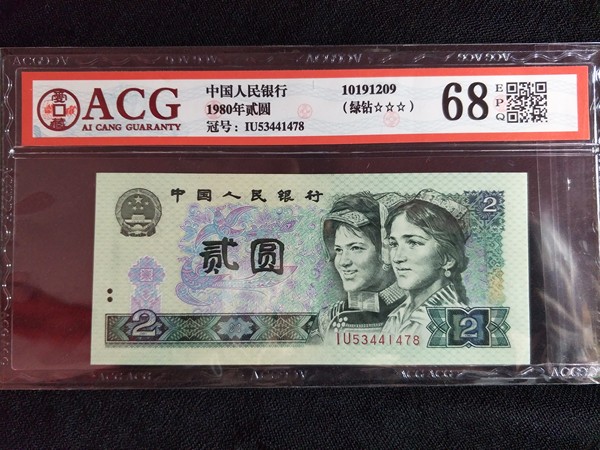 ACG
AI CANG GUARANTY
中国人民银行
1980年贰圆
冠号：IU53441478
10191209
（绿钻☆☆☆）
68
EPQ
中国人民银行
2
贰圆
2
2
IU53441478